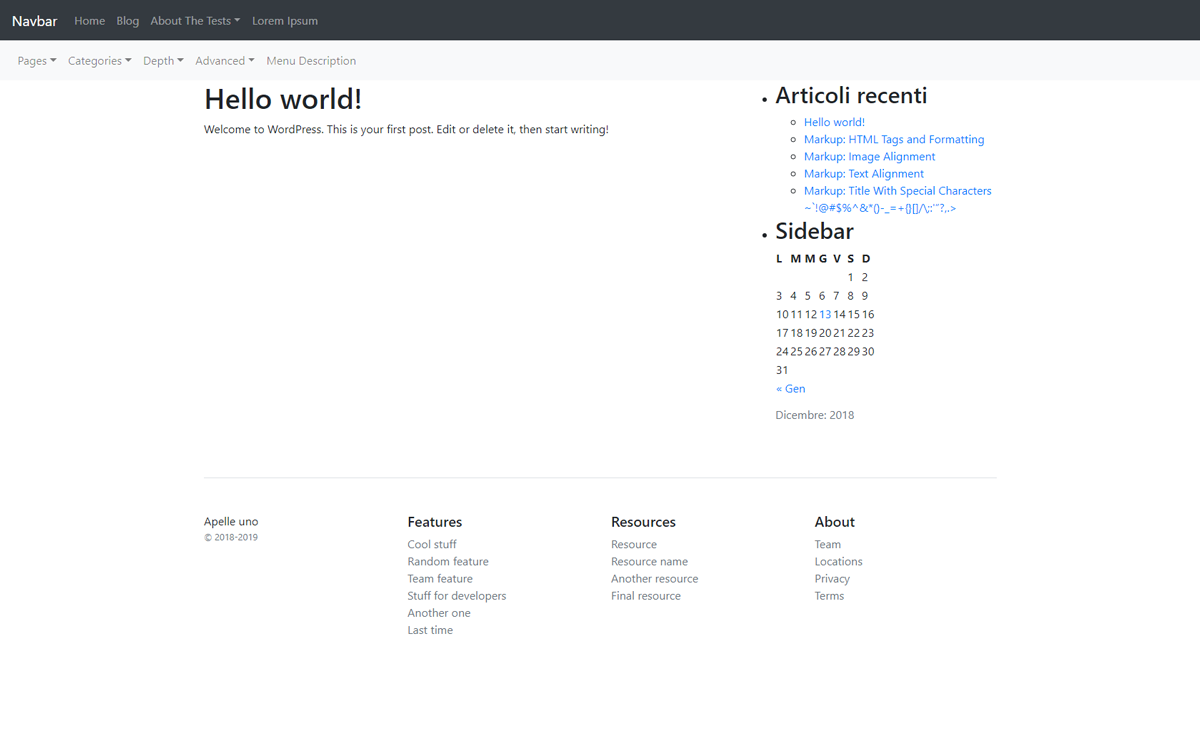 Navbar Home Blog About The Tests Lorem Ipsum
Pages Categories Depth Advanced Menu Description
Hello world!
Welcome to WordPress. This is your first post. Edit or delete it, then start writing!
Articoli recenti
Hello world!
Markup: HTML Tags and Formatting
Markup: Image Alignment
Markup: Text Alignment
Markup: Title With Special Characters
~`!@#$%^&*()-_=+{}[]/\;:'"?,.>
Sidebar
L M M G V S D
1 2
3 4 5 6 7 8 9
10 11 12 13 14 15 16
17 18 19 20 21 22 23
24 25 26 27 28 29 30
31
« Gen
Dicembre: 2018
Apelle uno
© 2018-2019
Features
Cool stuff
Random feature
Team feature
Stuff for developers
Another one
Last time
Resources
Resource
Resource name
Another resource
Final resource
About
Team
Locations
Privacy
Terms